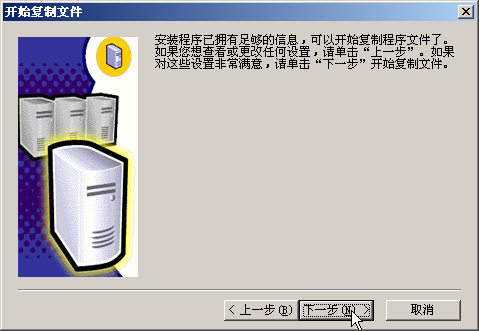 开始复制文件
安装程序已拥有足够的信息，可以开始复制程序文件了。
如果您想查看或更改任何设置，请单击“上一步”。如果
对这些设置非常满意，请单击“下一步”开始复制文件。
< 上一步(B) 下一步(N) > 取消